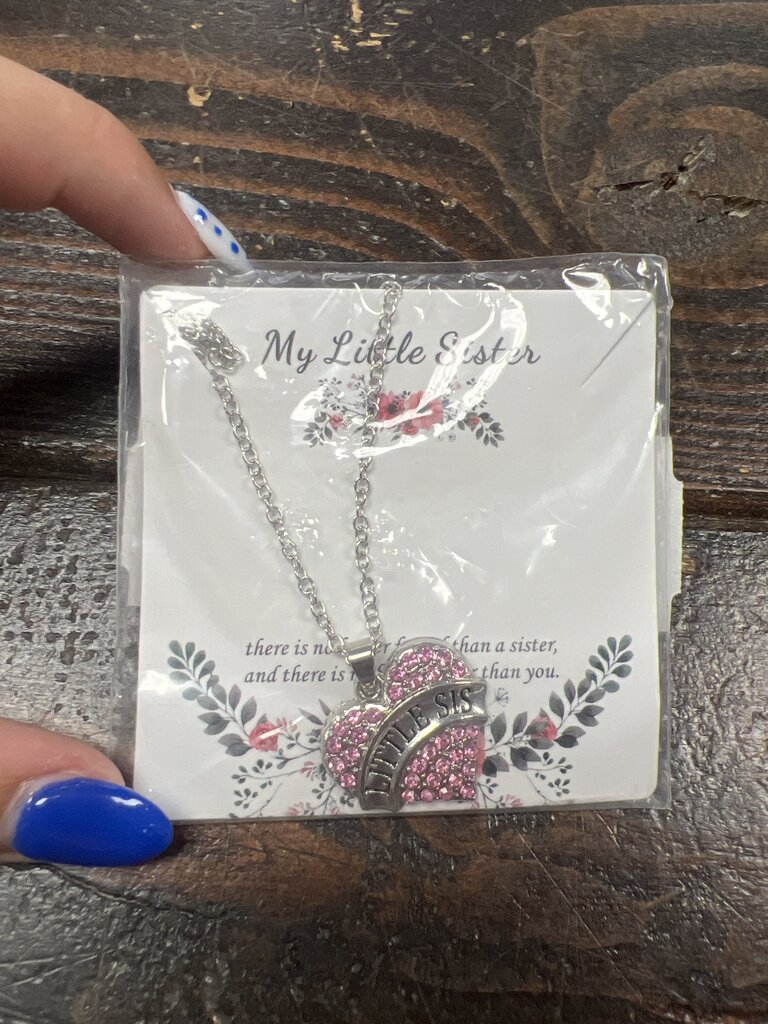 My Little Sister
there is no than a sister,
and there is than you.
LITTLE SIS